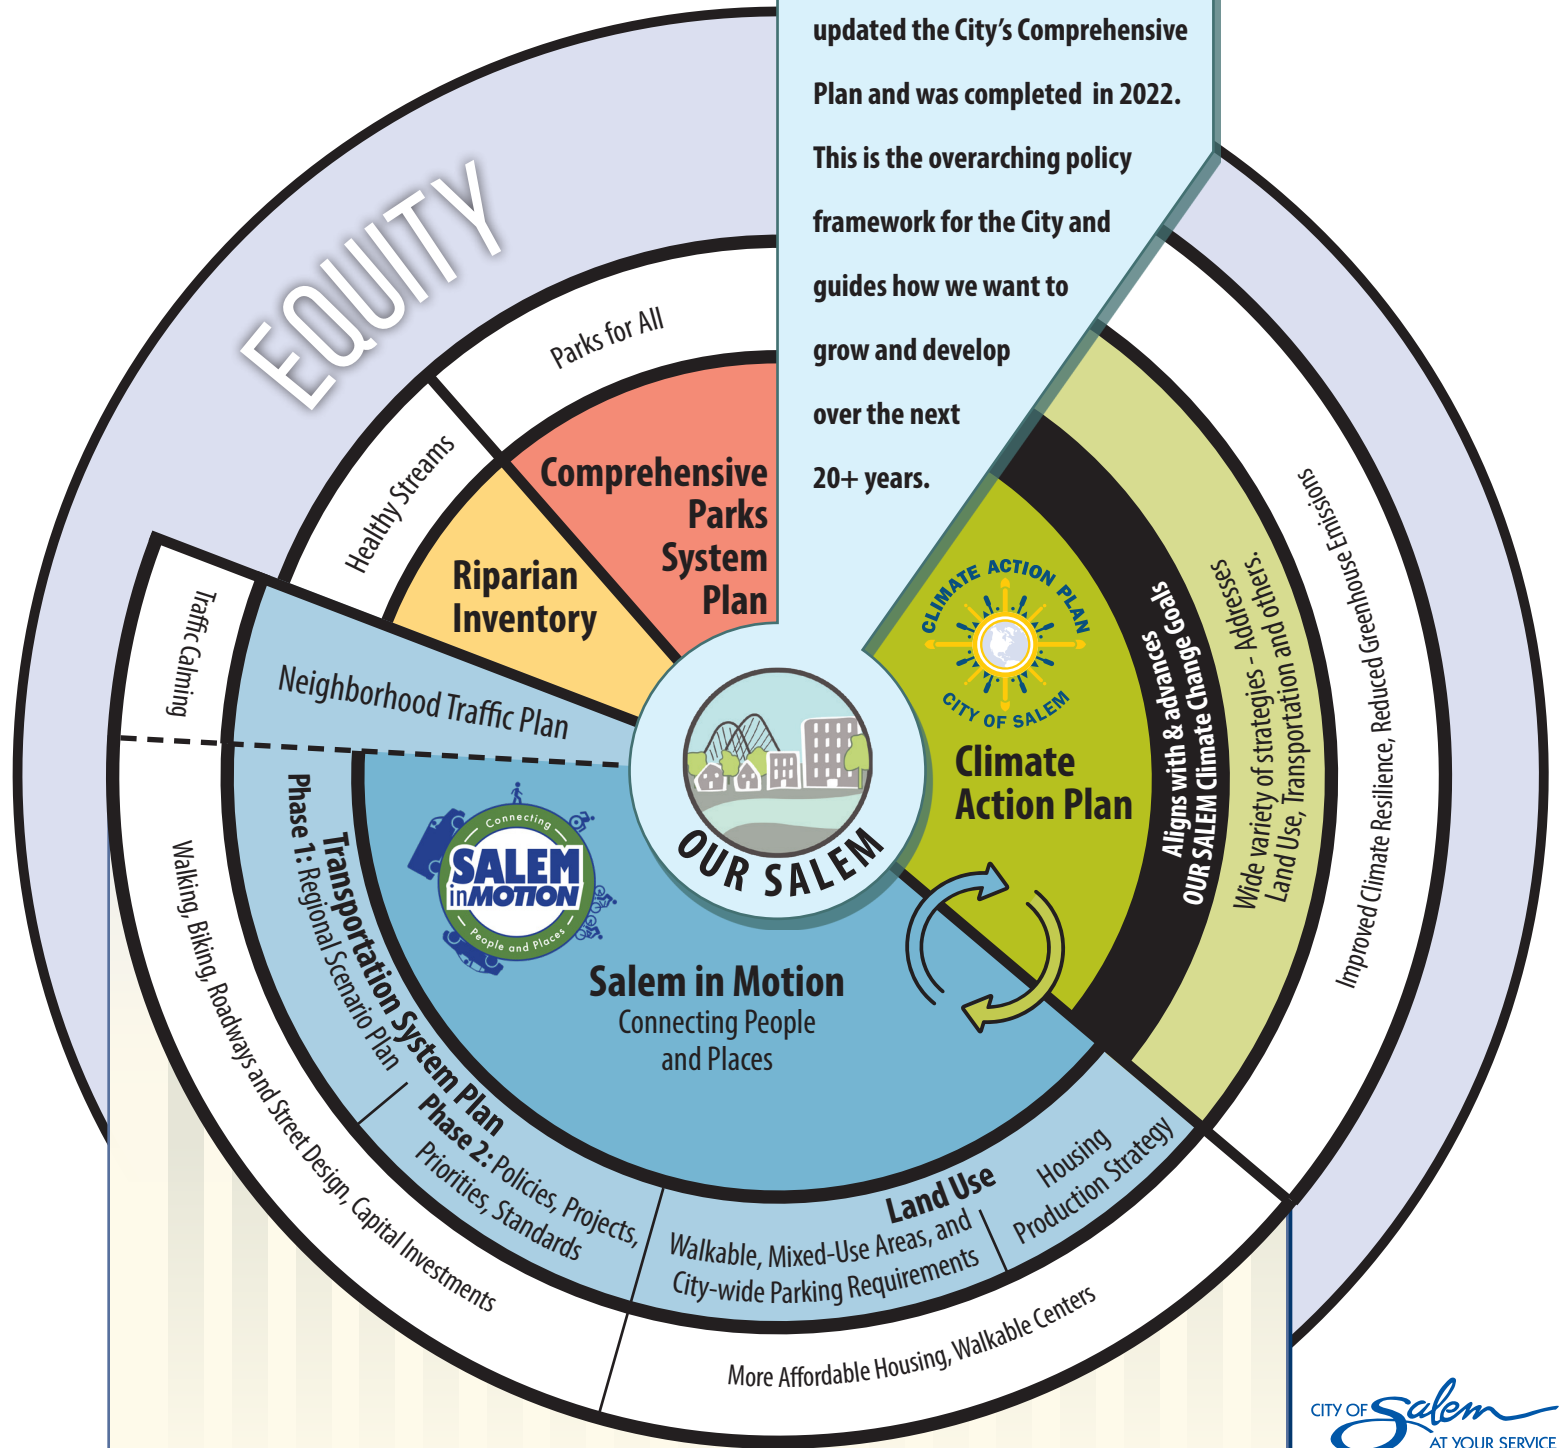 updated the City's Comprehensive
Plan and was completed in 2022.
This is the overarching policy
framework for the City and
guides how we want to
grow and develop
over the next
20+ years.
EQUITY
Parks for All
Healthy Streams
Comprehensive
Parks
System
Plan
Riparian
Inventory
Traffic Calming
Neighborhood Traffic Plan
CLIMATE ACTION PLAN
CITY OF SALEM
Climate
Action Plan
Aligns with & advances
OUR SALEM Climate Change Goals
Wide variety of strategies - Addresses
Land Use, Transportation and others.
Improved Climate Resilience, Reduced Greenhouse Emissions
OUR SALEM
Connecting
SALEM
in MOTION
People and Places
Salem in Motion
Connecting People
and Places
Transportation System Plan
Phase 1: Regional Scenario Plan
Phase 2: Policies, Projects,
Priorities, Standards
Walking, Biking, Roadways and Street Design, Capital Investments
Land Use
Walkable, Mixed-Use Areas, and
City-wide Parking Requirements
Housing
Production Strategy
More Affordable Housing, Walkable Centers
CITY OF Salem
AT YOUR SERVICE